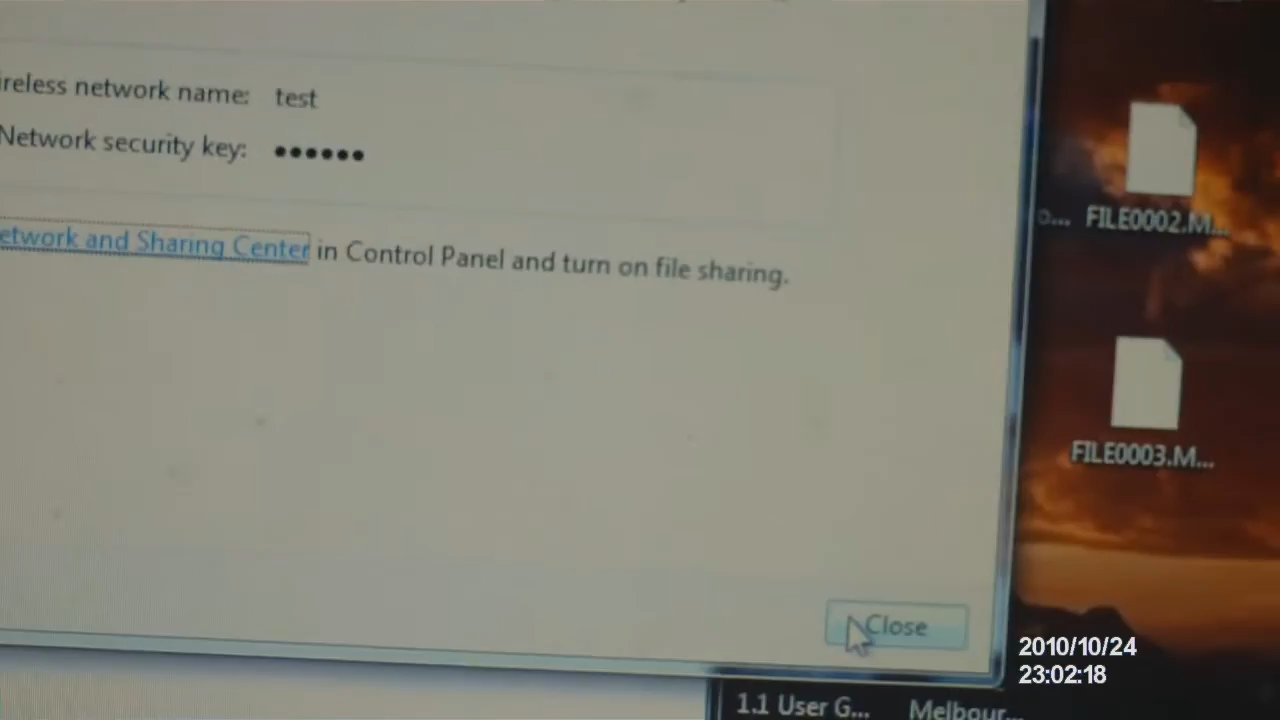 ireless network name: test
Network security key: ●●●●●●
etwork and Sharing Center in Control Panel and turn on file sharing.
o... FILE0002.M...
FILE0003.M...
Close
2010/10/24
23:02:18
1.1 User G... Melbour...